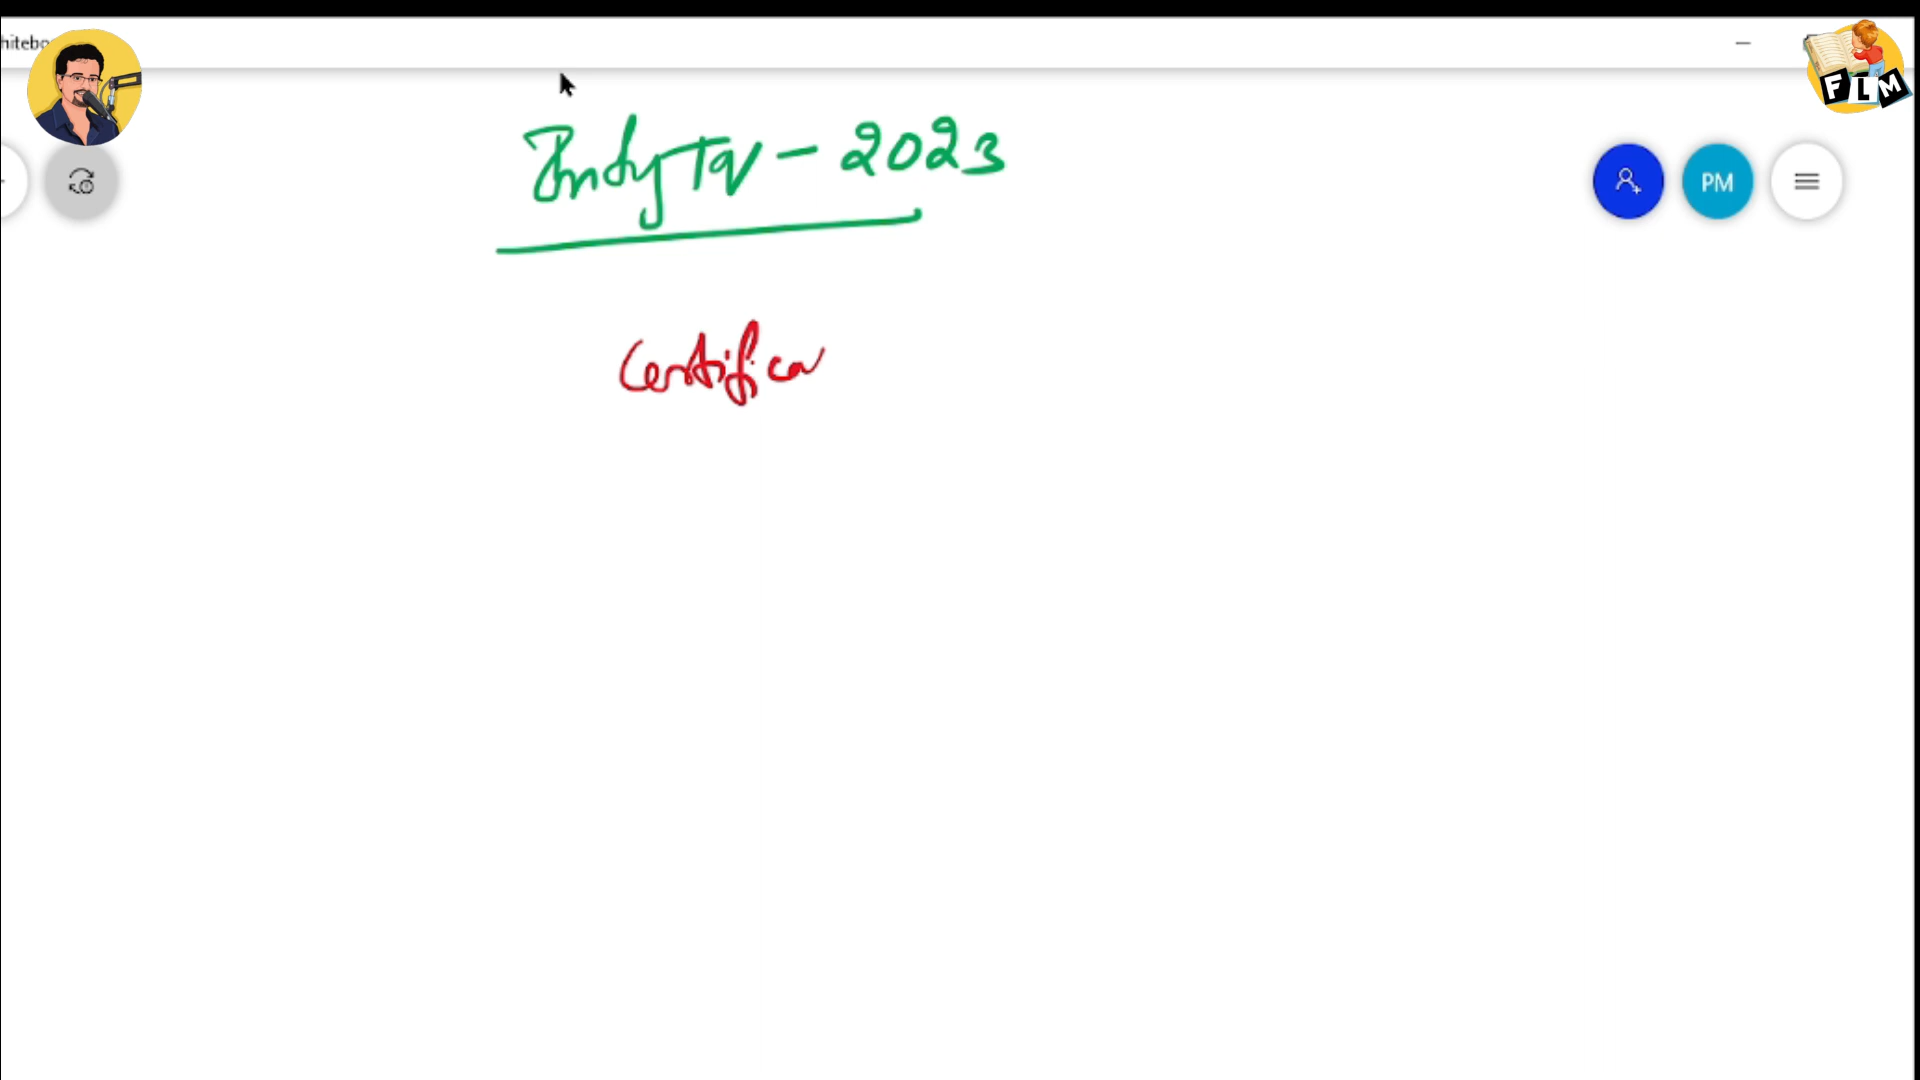 hitebo
FLM
IndyTV - 2023
PM
Certifica